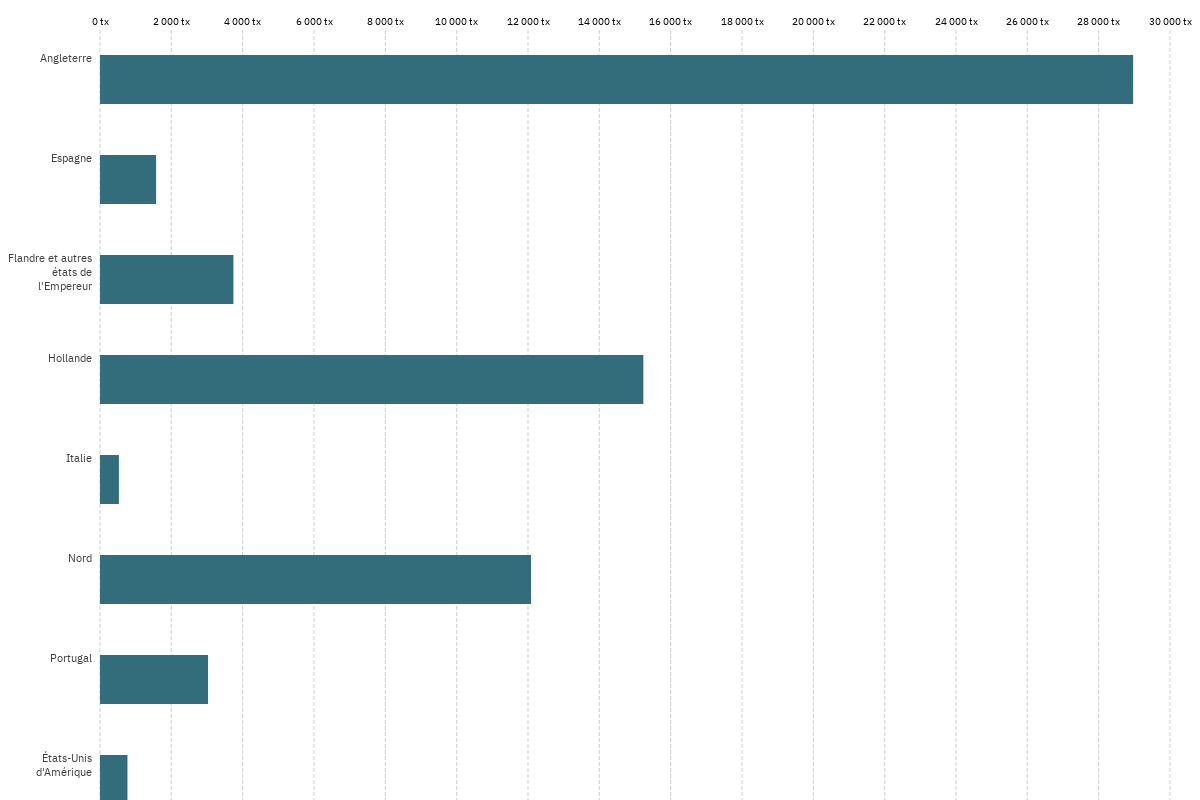 0 tx 2 000 tx 4 000 tx 6 000 tx 8 000 tx 10 000 tx 12 000 tx 14 000 tx 16 000 tx 18 000 tx 20 000 tx 22 000 tx 24 000 tx 26 000 tx 28 000 tx 30 000 tx
Angleterre
Espagne
Flandre et autres
états de
l'Empereur
Hollande
Italie
Nord
Portugal
États-Unis
d'Amérique